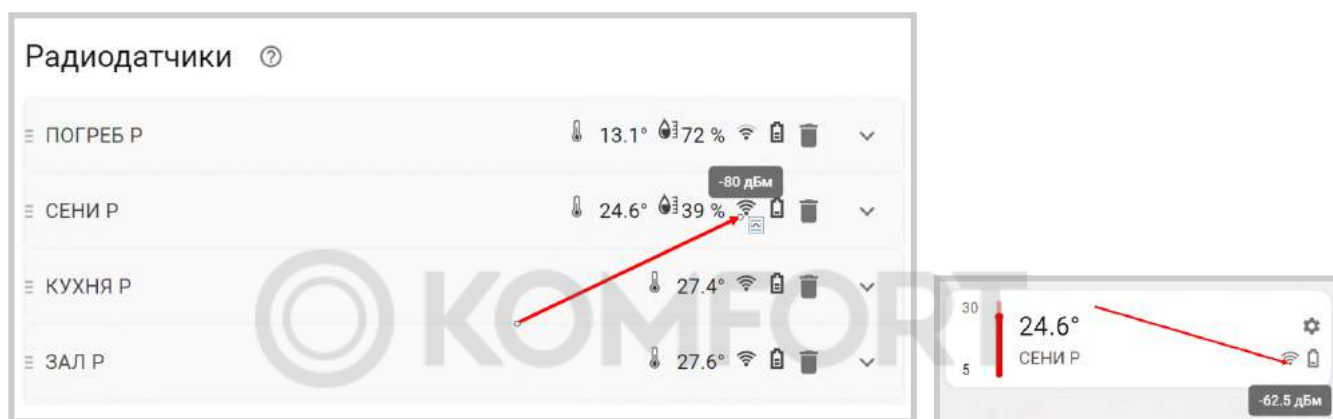 Радиодатчики ?
ПОГРЕБ Р 13.1° 72 %
-80 дБм
СЕНИ Р 24.6° 39 %
КУХНЯ Р 27.4°
ЗАЛ Р 27.6°
KOMFORT
30
24.6°
СЕНИ Р
5
-62.5 дБм